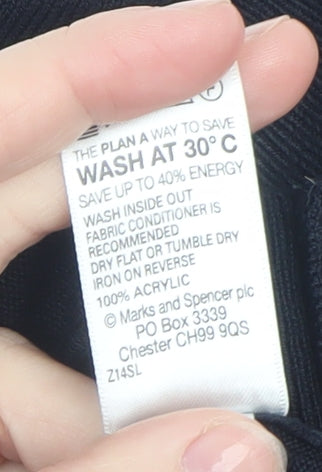 THE PLAN A WAY TO SAVE
WASH AT 30° C
SAVE UP TO 40% ENERGY
WASH INSIDE OUT
FABRIC CONDITIONER IS
RECOMMENDED
DRY FLAT OR TUMBLE DRY
IRON ON REVERSE
100% ACRYLIC
© Marks and Spencer plc
PO Box 3339
Chester CH99 9QS
Z14SL